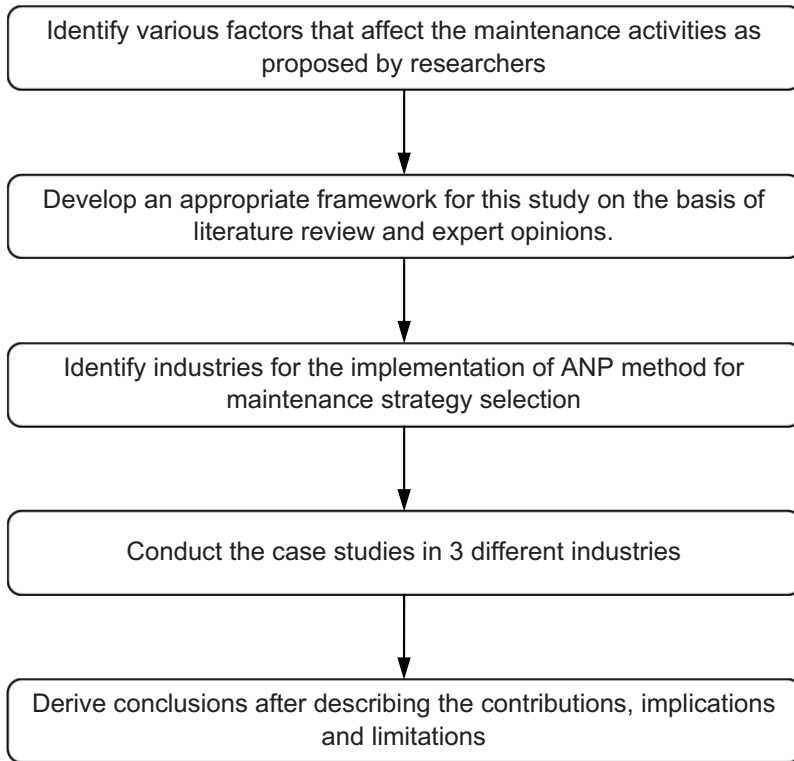 Identify various factors that affect the maintenance activities as
proposed by researchers
Develop an appropriate framework for this study on the basis of
literature review and expert opinions.
Identify industries for the implementation of ANP method for
maintenance strategy selection
Conduct the case studies in 3 different industries
Derive conclusions after describing the contributions, implications
and limitations